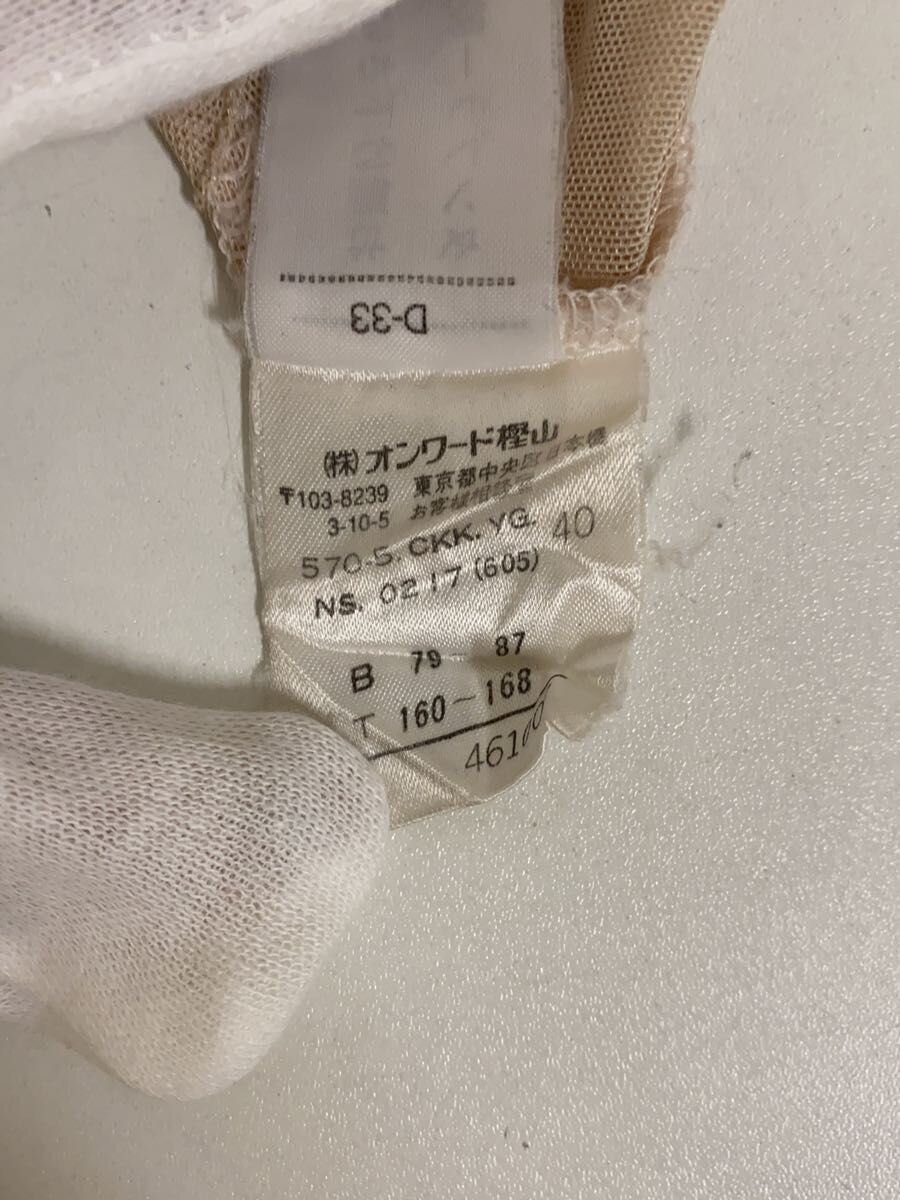 D-33
(株)オンワード樫山
〒103-8239 東京都中央区日本橋
3-10-5 お客様相談室
570-5. CKK. YG. 40
NS. 0217 (605)
B 79－87
T 160～168